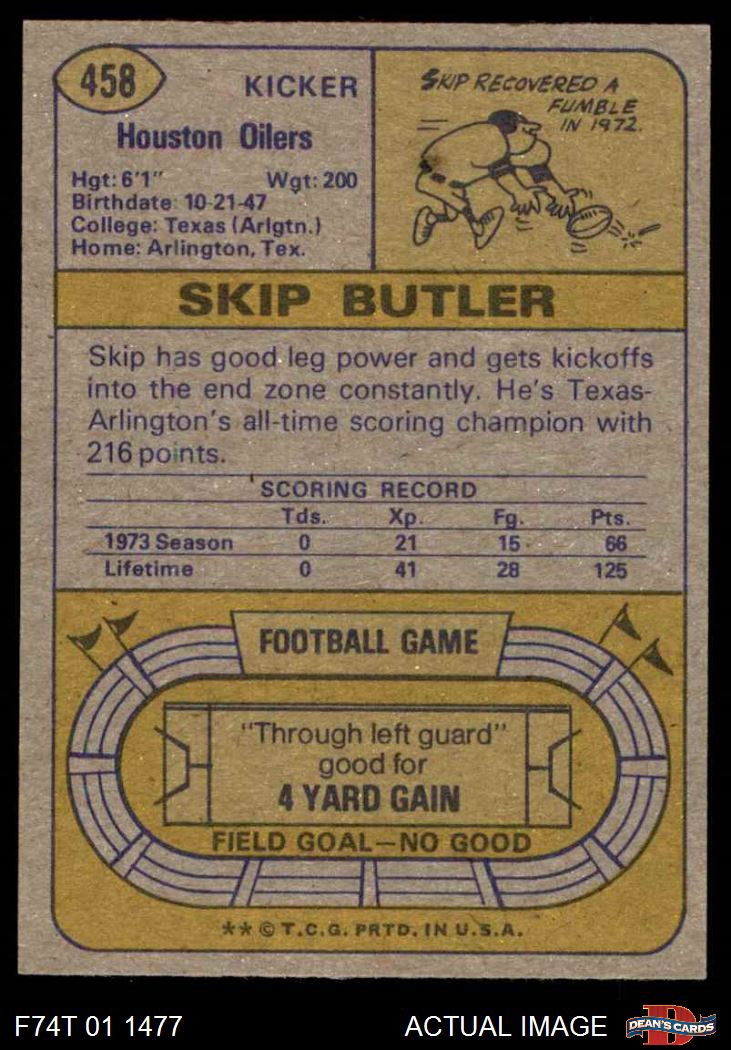 458
KICKER
Houston Oilers
Hgt: 6'1" Wgt: 200
Birthdate: 10-21-47
College: Texas (Arlgtn.)
Home: Arlington, Tex.
SKIP RECOVERED A
FUMBLE
IN 1972.
SKIP BUTLER
Skip has good leg power and gets kickoffs
into the end zone constantly. He's Texas-
Arlington's all-time scoring champion with
216 points.
SCORING RECORD
Tds. Xp. Fg. Pts.
1973 Season 0 21 15 66
Lifetime 0 41 28 125
FOOTBALL GAME
"Through left guard"
good for
4 YARD GAIN
FIELD GOAL—NO GOOD
** © T.C.G. PRTD. IN U.S.A.
F74T 01 1477 ACTUAL IMAGE
D
DEAN'S CARDS